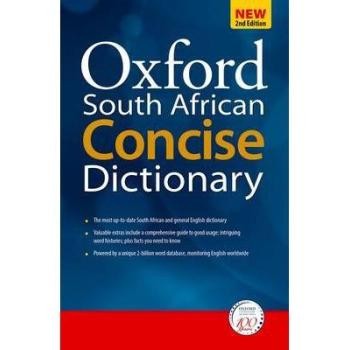 NEW
2nd Edition
Oxford
South African
Concise
Dictionary
• The most up-to-date South African and general English dictionary
• Valuable extras include a comprehensive guide to good usage; intriguing
word histories; plus facts you need to know
• Powered by a unique 2-billion word database, monitoring English worldwide
OXFORD
100
Years